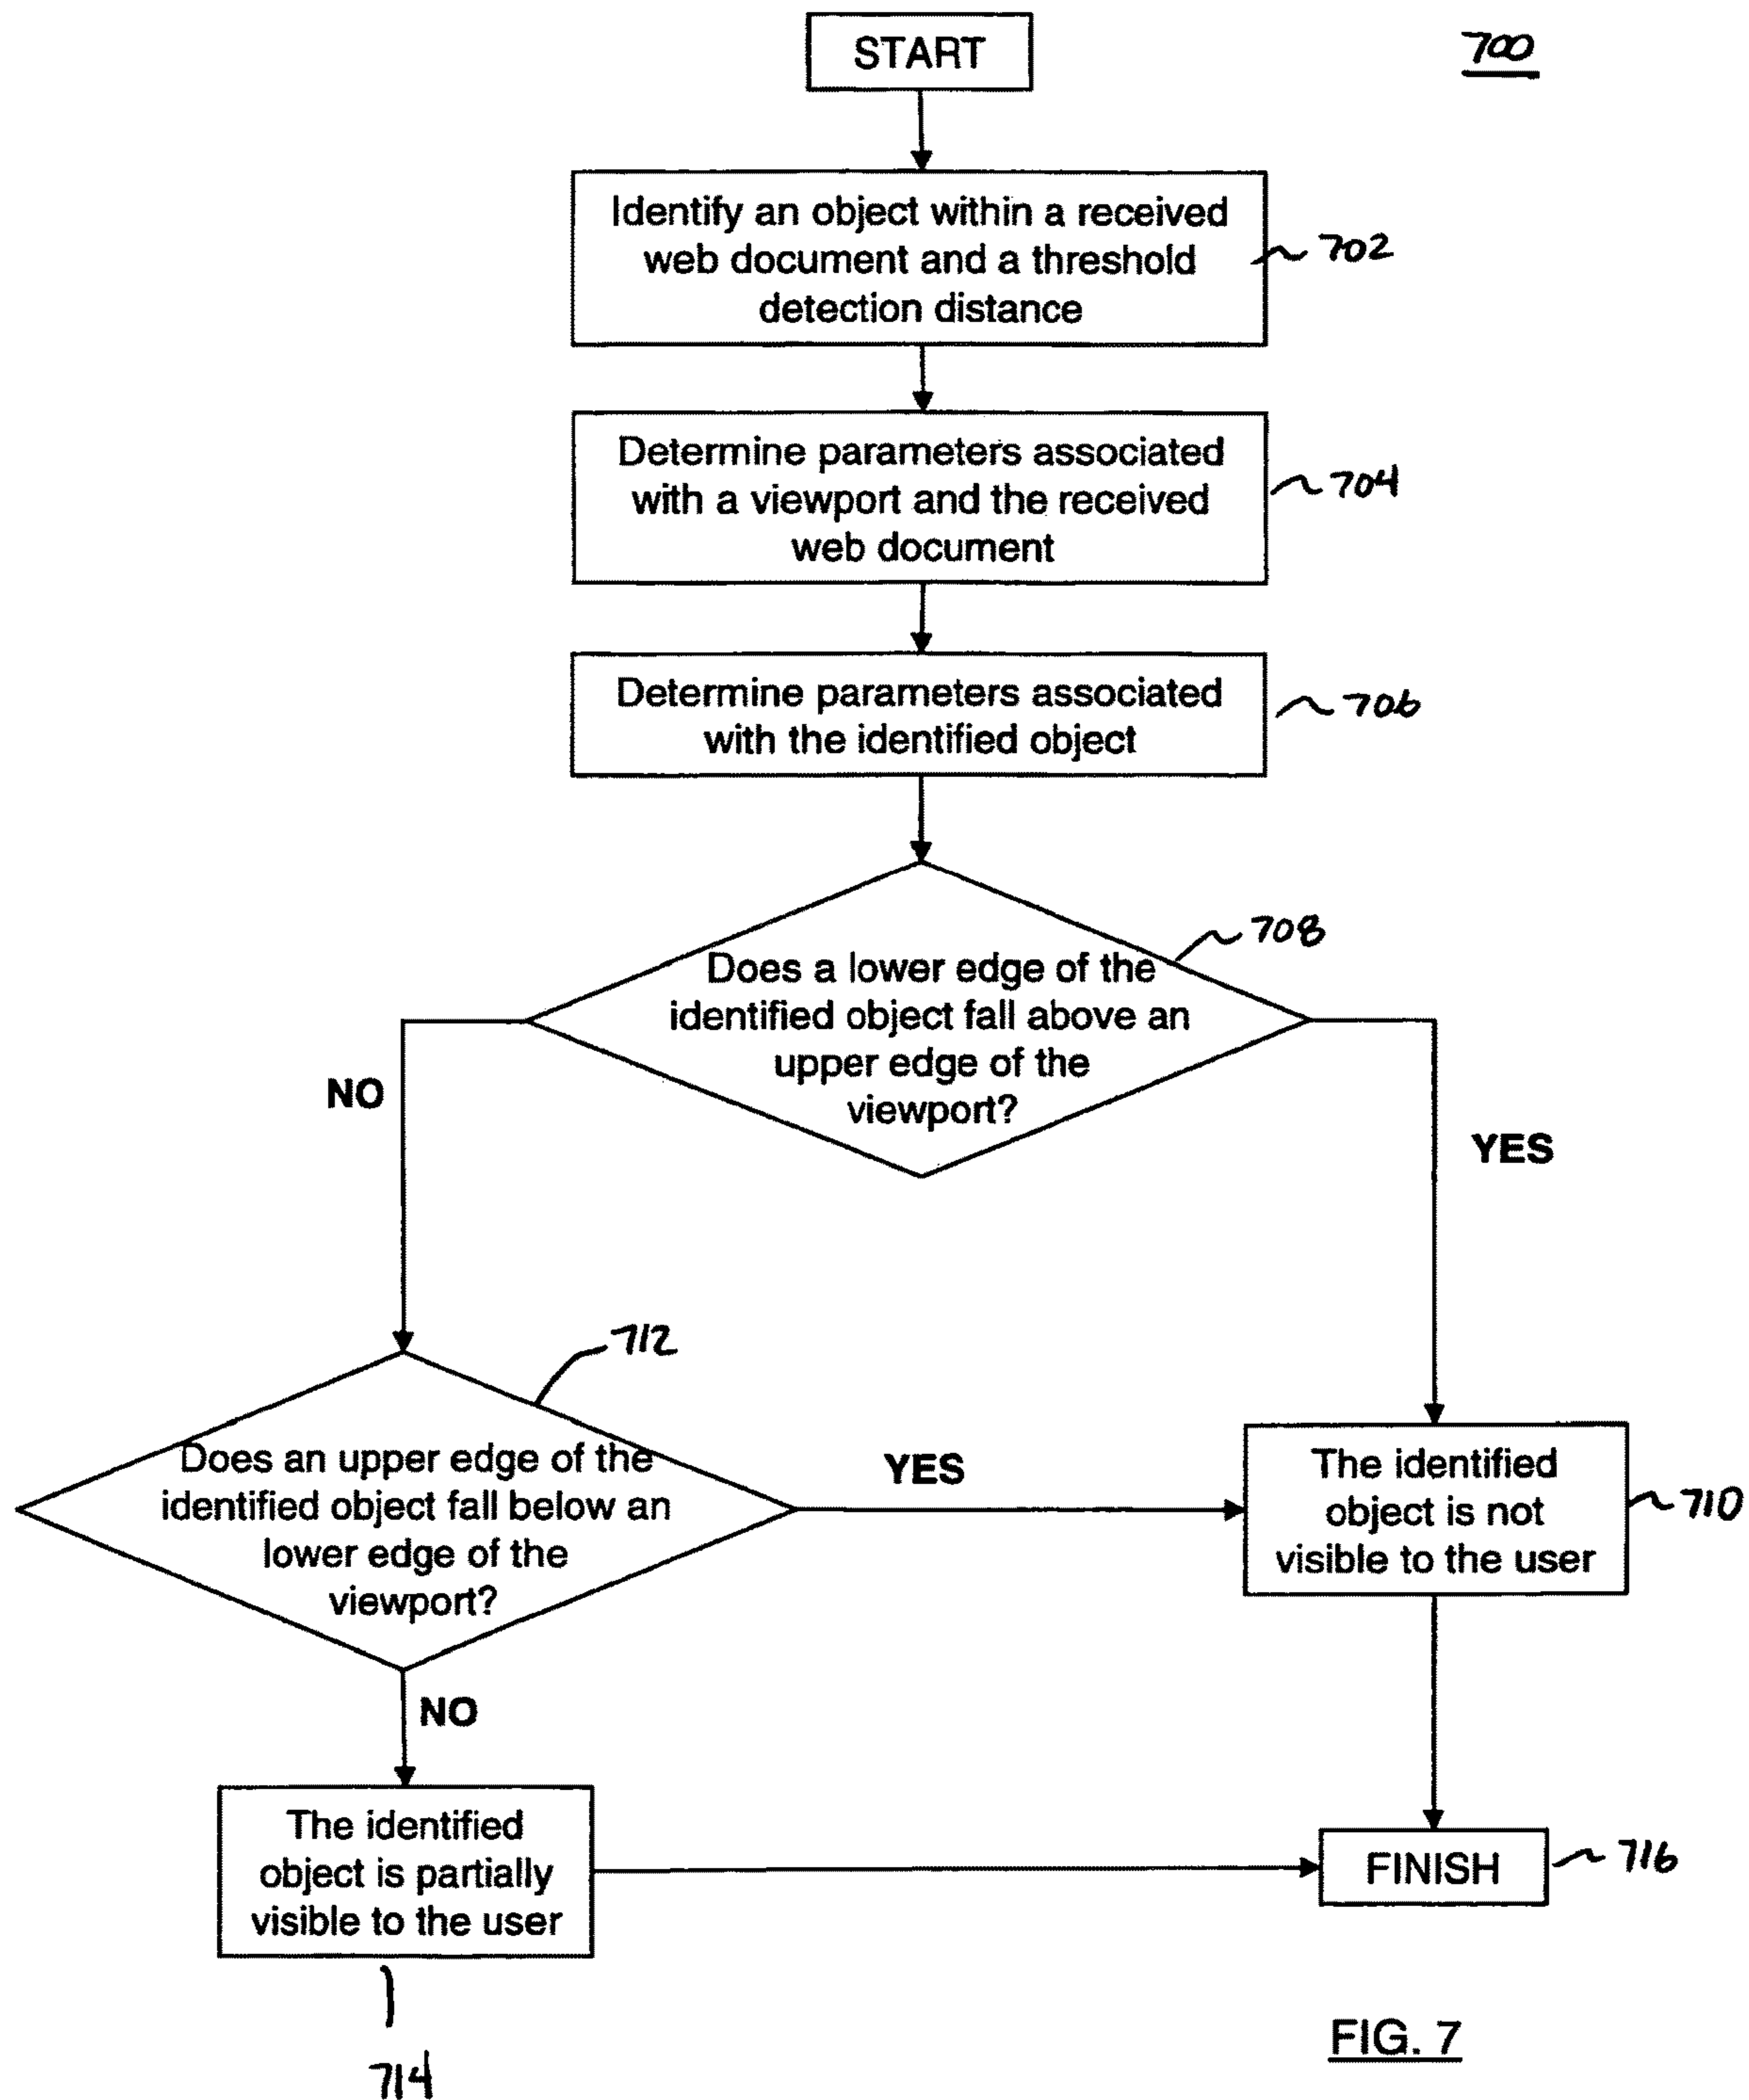 START
700
Identify an object within a received
web document and a threshold
detection distance
702
Determine parameters associated
with a viewport and the received
web document
704
Determine parameters associated
with the identified object
706
708
Does a lower edge of the
identified object fall above an
upper edge of the
viewport?
NO
YES
712
Does an upper edge of the
identified object fall below an
lower edge of the
viewport?
YES
The identified
object is not
visible to the user
710
NO
The identified
object is partially
visible to the user
FINISH
716
714
FIG. 7